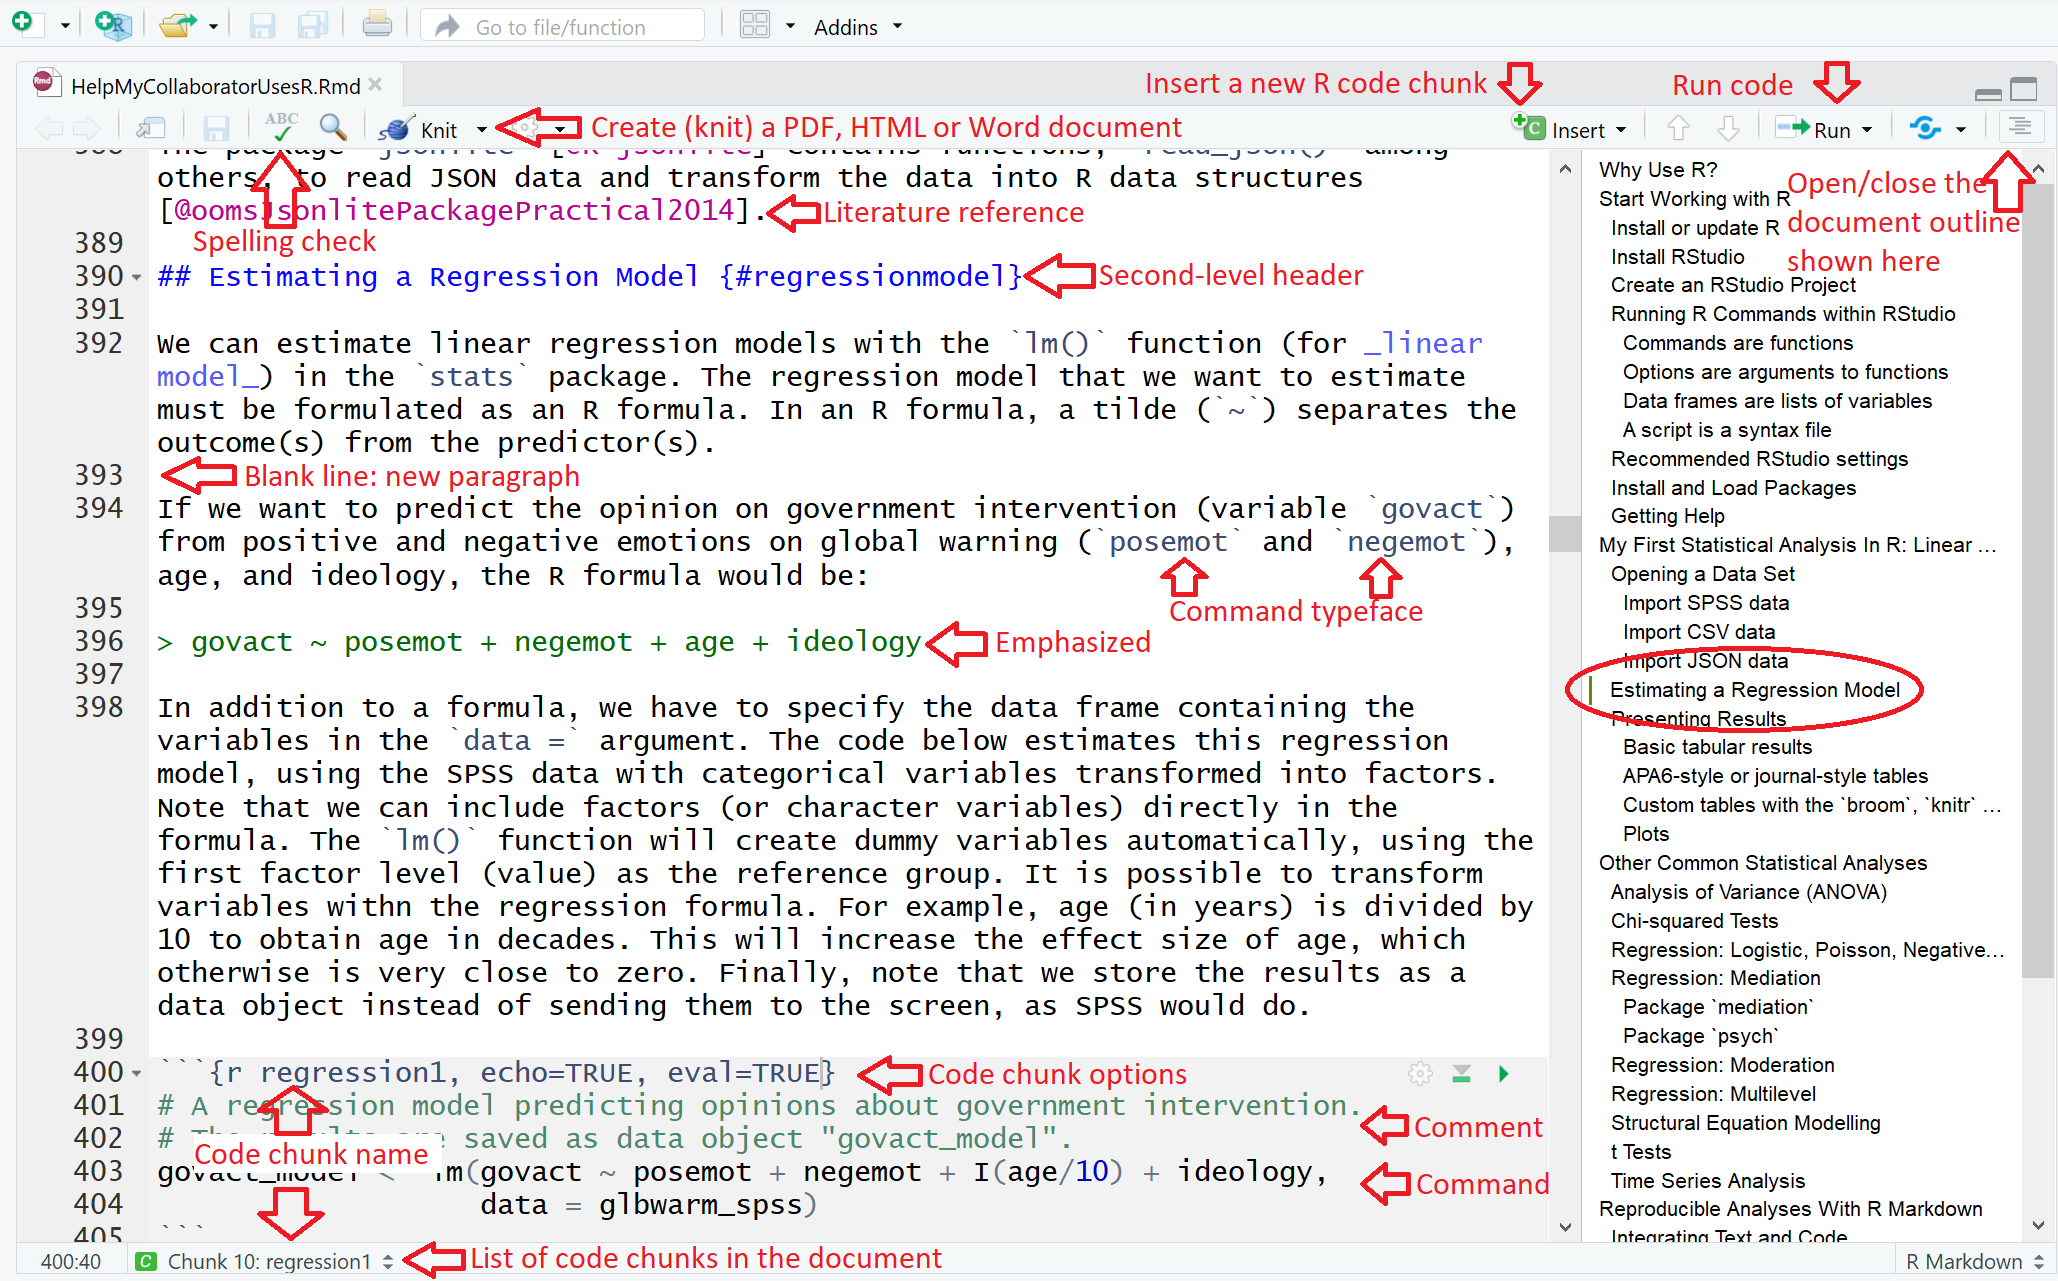 Go to file/function
Addins
HelpMyCollaboratorUsesR.Rmd
Insert a new R code chunk
Run code
ABC
Knit
Create (knit) a PDF, HTML or Word document
Insert
Run
others, to read JSON data and transform the data into R data structures
[@oomsJsonlitePackagePractical2014].
Literature reference
389
Spelling check
390 ## Estimating a Regression Model {#regressionmodel}
Second-level header
391
392 We can estimate linear regression models with the `lm()` function (for _linear
model_) in the `stats` package. The regression model that we want to estimate
must be formulated as an R formula. In an R formula, a tilde (`~`) separates the
outcome(s) from the predictor(s).
393
Blank line: new paragraph
394 If we want to predict the opinion on government intervention (variable `govact`)
from positive and negative emotions on global warning (`posemot` and `negemot`),
age, and ideology, the R formula would be:
395
Command typeface
396 > govact ~ posemot + negemot + age + ideology
Emphasized
397
398 In addition to a formula, we have to specify the data frame containing the
variables in the `data =` argument. The code below estimates this regression
model, using the SPSS data with categorical variables transformed into factors.
Note that we can include factors (or character variables) directly in the
formula. The `lm()` function will create dummy variables automatically, using the
first factor level (value) as the reference group. It is possible to transform
variables withn the regression formula. For example, age (in years) is divided by
10 to obtain age in decades. This will increase the effect size of age, which
otherwise is very close to zero. Finally, note that we store the results as a
data object instead of sending them to the screen, as SPSS would do.
399
400 ```{r regression1, echo=TRUE, eval=TRUE}
Code chunk options
401 # A regression model predicting opinions about government intervention.
Comment
402 # saved as data object "govact_model".
Code chunk name
403 govact_model < lm(govact ~ posemot + negemot + I(age/10) + ideology,
Command
404 data = glbwarm_spss)
405 ```
400:40
Chunk 10: regression1
List of code chunks in the document
R Markdown
Why Use R?
Start Working with R
Install or update R
Install RStudio
Create an RStudio Project
Open/close the
document outline
shown here
Running R Commands within RStudio
Commands are functions
Options are arguments to functions
Data frames are lists of variables
A script is a syntax file
Recommended RStudio settings
Install and Load Packages
Getting Help
My First Statistical Analysis In R: Linear ...
Opening a Data Set
Import SPSS data
Import CSV data
Import JSON data
Estimating a Regression Model
Presenting Results
Basic tabular results
APA6-style or journal-style tables
Custom tables with the `broom`, `knitr` ...
Plots
Other Common Statistical Analyses
Analysis of Variance (ANOVA)
Chi-squared Tests
Regression: Logistic, Poisson, Negative...
Regression: Mediation
Package `mediation`
Package `psych`
Regression: Moderation
Regression: Multilevel
Structural Equation Modelling
t Tests
Time Series Analysis
Reproducible Analyses With R Markdown
Integrating Text and Code